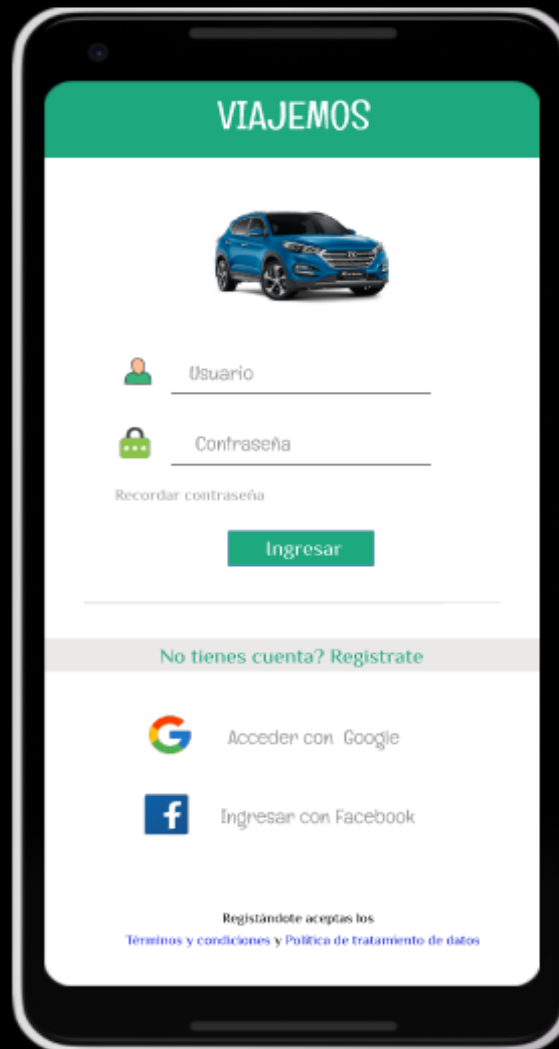 VIAJEMOS
Usuario
Contraseña
Recordar contraseña
Ingresar
No tienes cuenta? Registrate
Acceder con Google
Ingresar con Facebook
Registándote aceptas los
Términos y condiciones y Política de tratamiento de datos